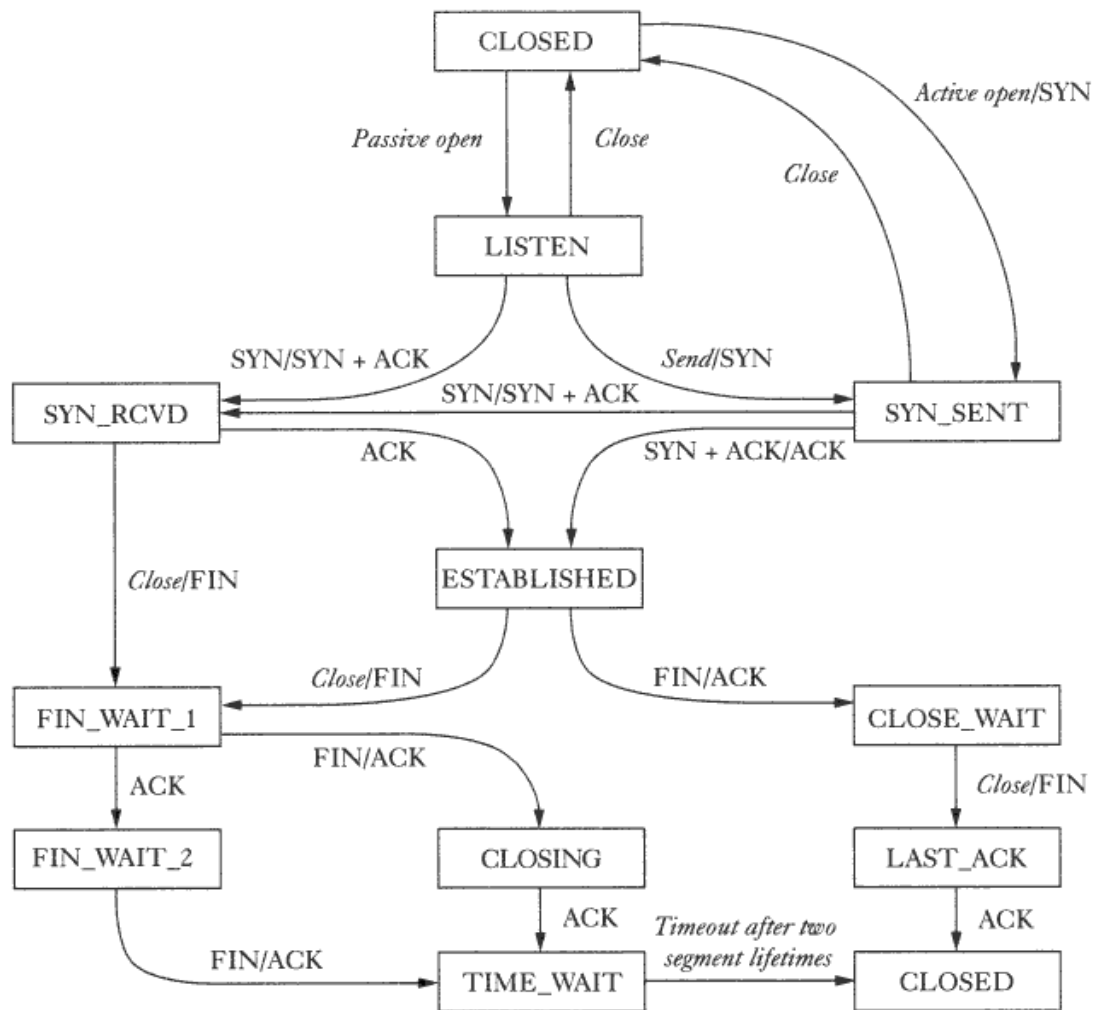 CLOSED
Active open/SYN
Passive open
Close
Close
LISTEN
SYN/SYN + ACK
Send/SYN
SYN/SYN + ACK
SYN_RCVD
SYN_SENT
ACK
SYN + ACK/ACK
ESTABLISHED
Close/FIN
Close/FIN
FIN/ACK
FIN_WAIT_1
CLOSE_WAIT
FIN/ACK
ACK
Close/FIN
FIN_WAIT_2
CLOSING
LAST_ACK
ACK
Timeout after two
segment lifetimes
ACK
FIN/ACK
TIME_WAIT
CLOSED